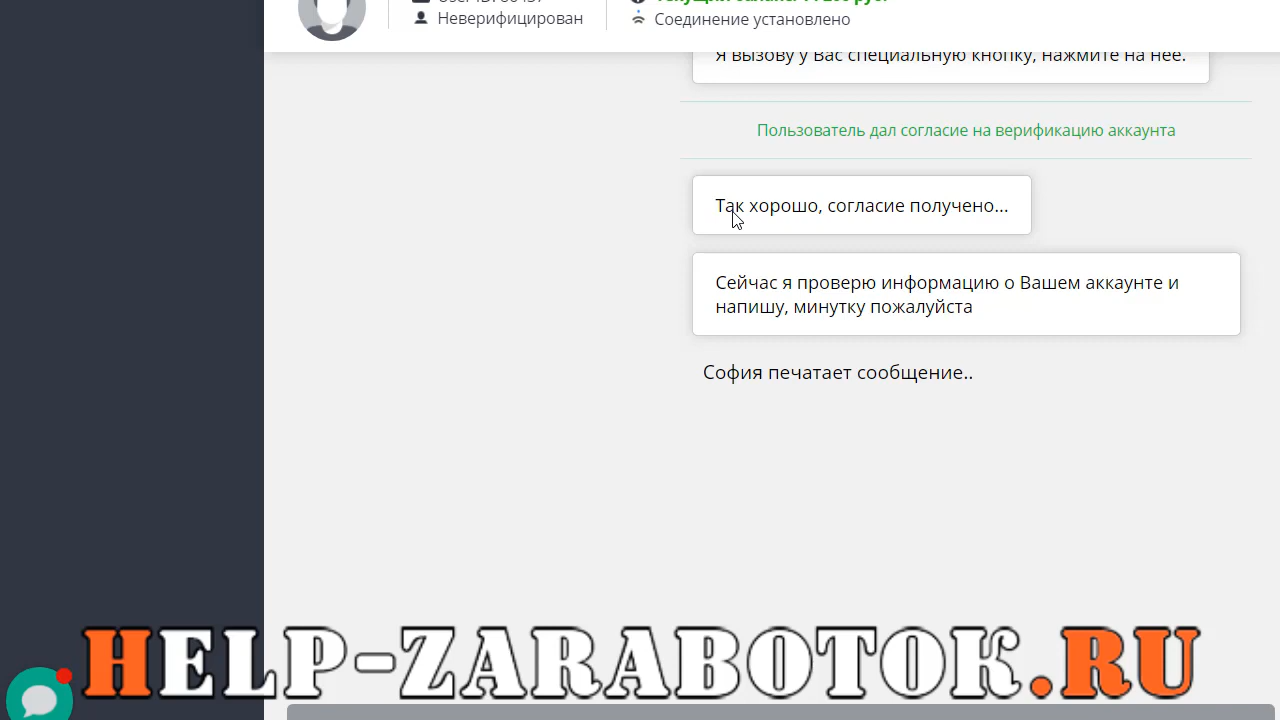 Неверифицирован
Соединение установлено
Я вызову у Вас специальную кнопку, нажмите на нее.
Пользователь дал согласие на верификацию аккаунта
Так хорошо, согласие получено...
Сейчас я проверю информацию о Вашем аккаунте и
напишу, минутку пожалуйста
София печатает сообщение..
HELP-ZARABOTOK.RU